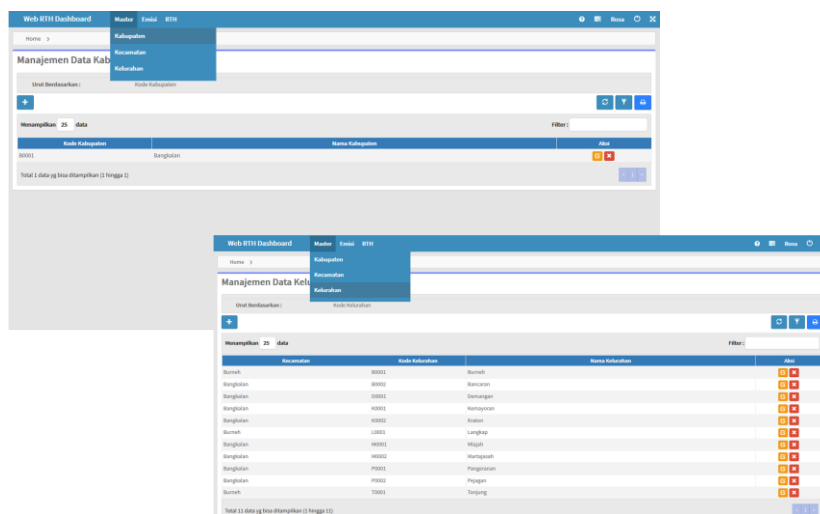 Web RTH Dashboard Master Emisi RTH Rosa
Home > Kabupaten
Kecamatan
Manajemen Data Kab
Kelurahan
Urut Berdasarkan : Kode Kabupaten
Menampilkan 25 data Filter :
Kode Kabupaten Nama Kabupaten Aksi
B0001 Bangkalan
Total 1 data yg bisa ditampilkan (1 hingga 1) < 1 >
Web RTH Dashboard Master Emisi RTH Rosa
Home > Kabupaten
Kecamatan
Manajemen Data Kelu
Kelurahan
Urut Berdasarkan : Kode Kelurahan
Menampilkan 25 data Filter :
Kecamatan Kode Kelurahan Nama Kelurahan Aksi
Burneh B0001 Burneh
Bangkalan B0002 Bancaran
Bangkalan D0001 Demangan
Bangkalan K0001 Kemayoran
Bangkalan K0002 Kraton
Burneh L0001 Langkap
Bangkalan M0001 Mlajah
Bangkalan M0002 Martajasah
Bangkalan P0001 Pangeranan
Bangkalan P0002 Pejagan
Burneh T0001 Tonjung
Total 11 data yg bisa ditampilkan (1 hingga 11) < 1 >